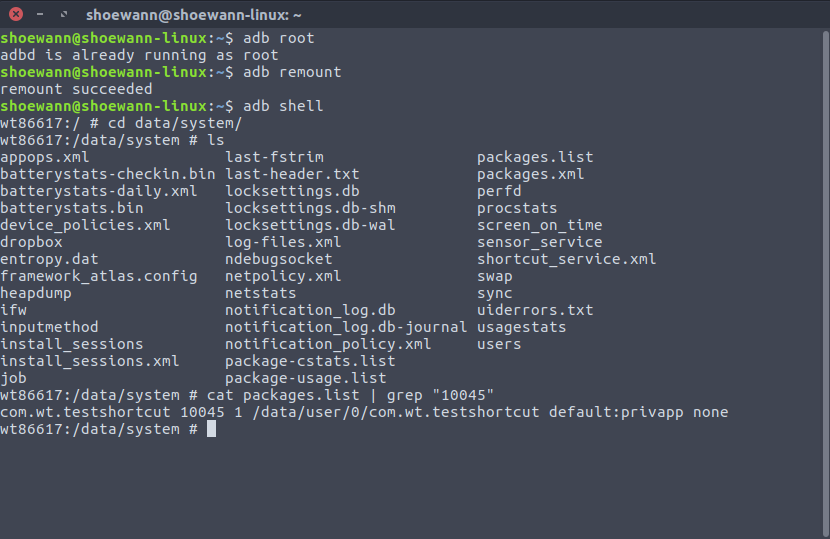 shoewann@shoewann-linux: ~
shoewann@shoewann-linux:~$ adb root
adbd is already running as root
shoewann@shoewann-linux:~$ adb remount
remount succeeded
shoewann@shoewann-linux:~$ adb shell
wt86617:/ # cd data/system/
wt86617:/data/system # ls
appops.xml last-fstrim packages.list
batterystats-checkin.bin last-header.txt packages.xml
batterystats-daily.xml locksettings.db perfd
batterystats.bin locksettings.db-shm procstats
device_policies.xml locksettings.db-wal screen_on_time
dropbox log-files.xml sensor_service
entropy.dat ndebugsocket shortcut_service.xml
framework_atlas.config netpolicy.xml swap
heapdump netstats sync
ifw notification_log.db uiderrors.txt
inputmethod notification_log.db-journal usagestats
install_sessions notification_policy.xml users
install_sessions.xml package-cstats.list
job package-usage.list
wt86617:/data/system # cat packages.list | grep "10045"
com.wt.testshortcut 10045 1 /data/user/0/com.wt.testshortcut default:privapp none
wt86617:/data/system #